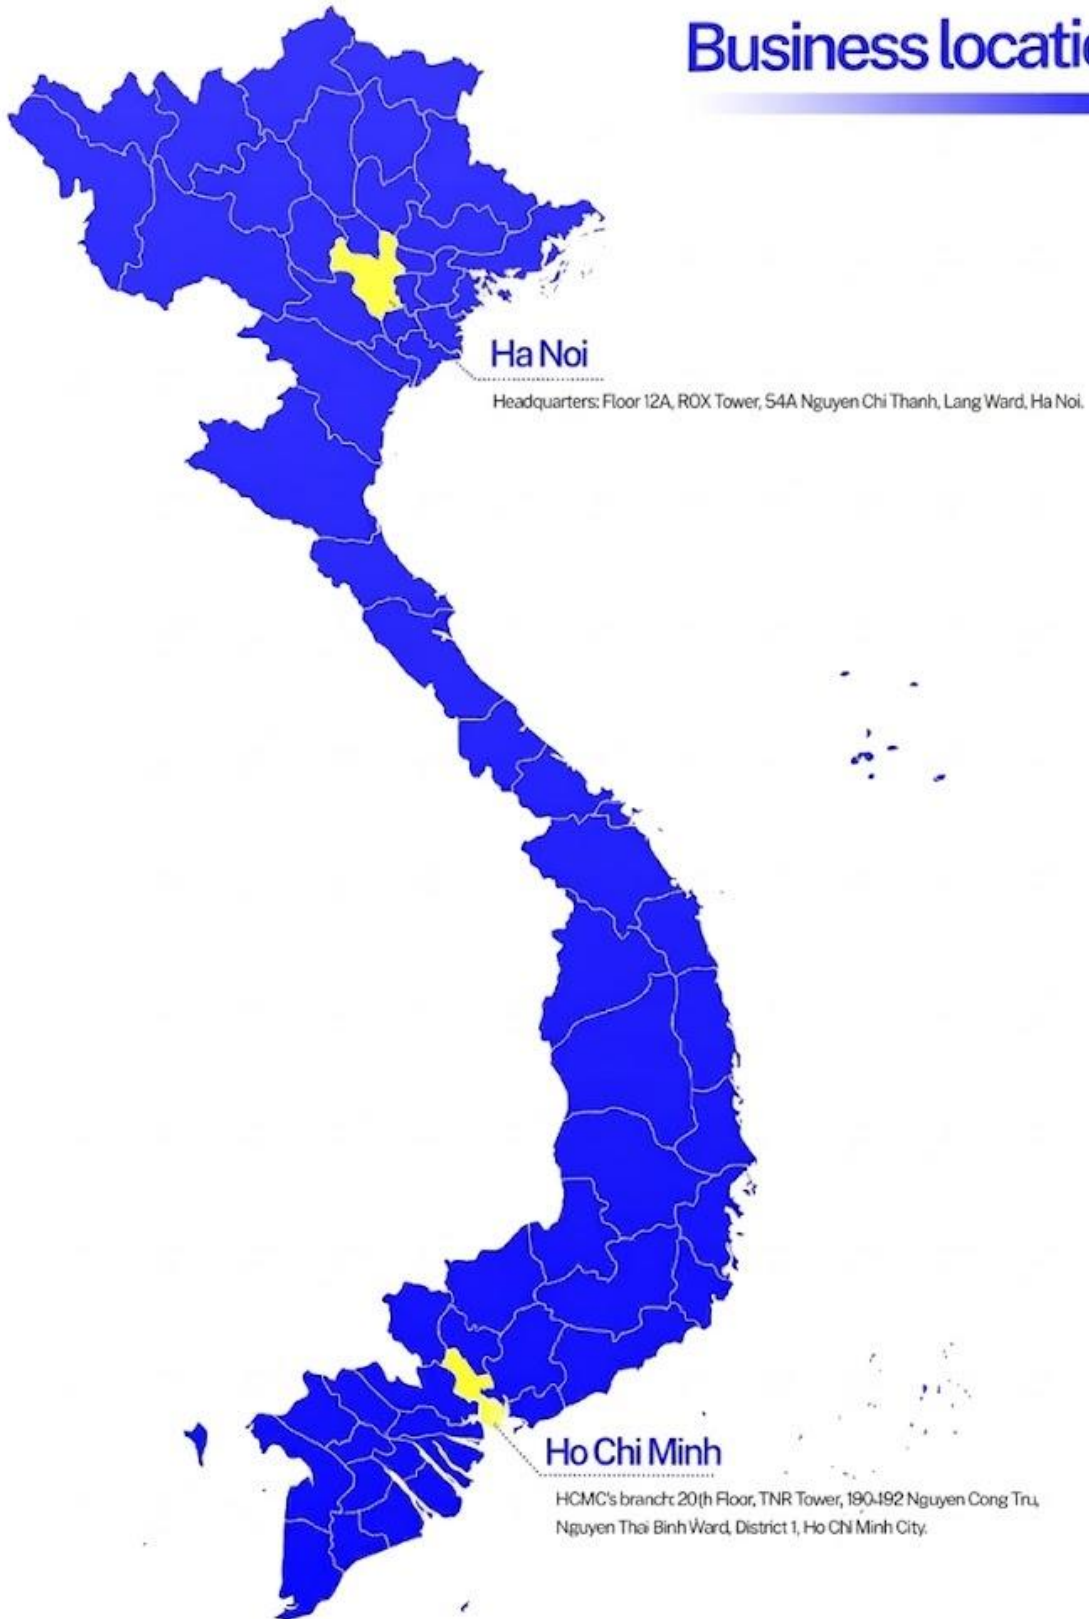 Business locatio
Ha Noi
Headquarters: Floor 12A, ROX Tower, 54A Nguyen Chi Thanh, Lang Ward, Ha Noi.
Ho Chi Minh
HCMC's branch: 20th Floor, TNR Tower, 180-192 Nguyen Cong Tru,
Nguyen Thai Binh Ward, District 1, Ho Chi Minh City.